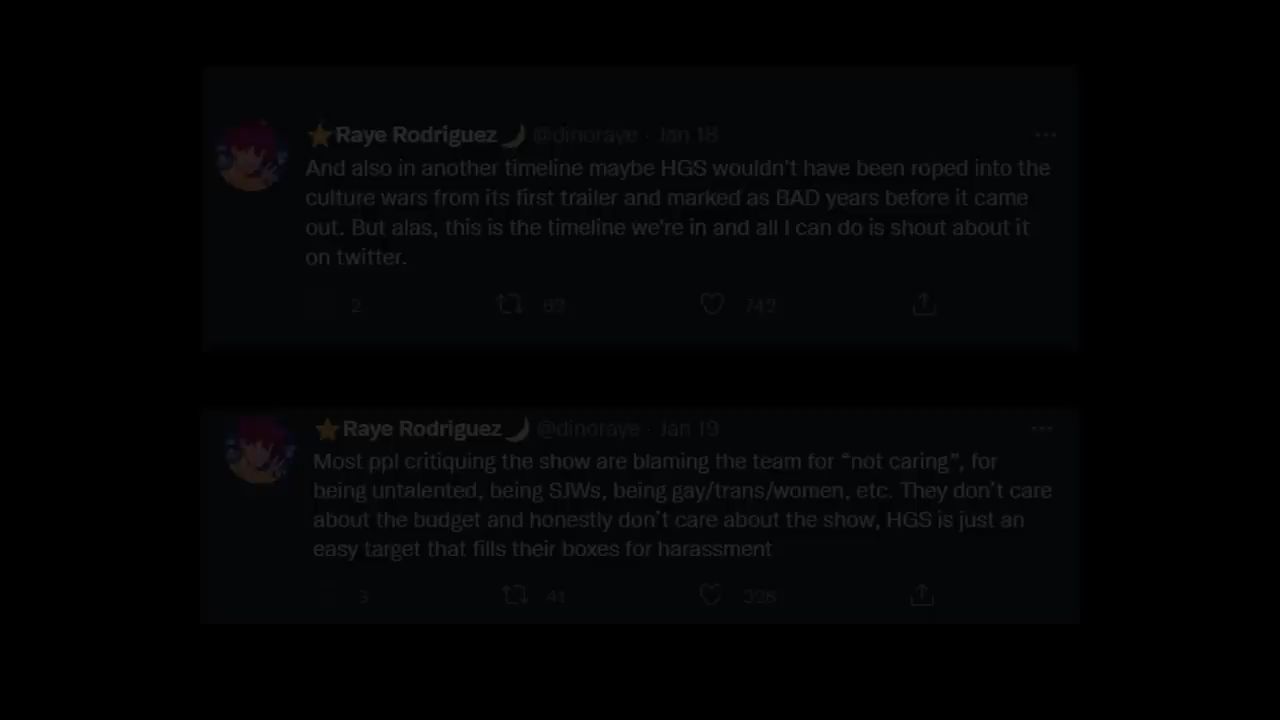 ⭐Raye Rodriguez🌙 @dinoraye · Jan 18
And also in another timeline maybe HGS wouldn't have been roped into the
culture wars from its first trailer and marked as BAD years before it came
out. But alas, this is the timeline we're in and all I can do is shout about it
on twitter.
2 63 742
⭐Raye Rodriguez🌙 @dinoraye · Jan 19
Most ppl critiquing the show are blaming the team for “not caring”, for
being untalented, being SJWs, being gay/trans/women, etc. They don't care
about the budget and honestly don't care about the show, HGS is just an
easy target that fills their boxes for harassment
3 41